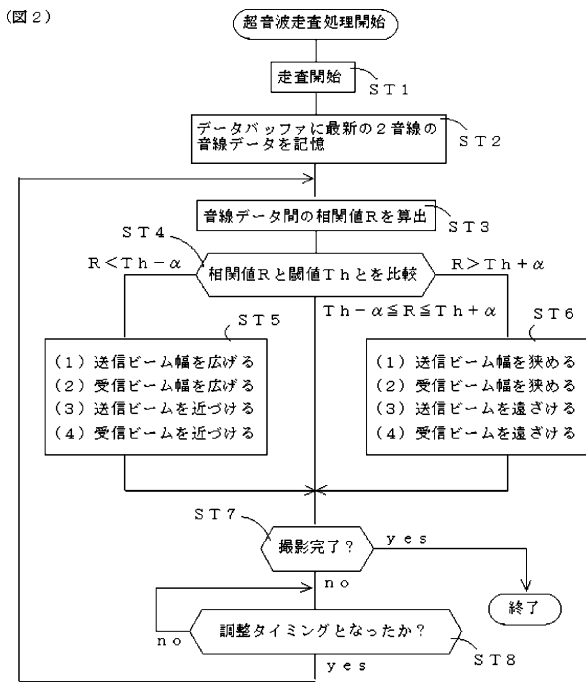 (図2)
超音波走査処理開始
走査開始
ST1
データバッファに最新の2音線の
音線データを記憶
ST2
音線データ間の相関値Rを算出
ST3
ST4
相関値Rと閾値Thとを比較
R<Th-α
R>Th+α
Th-α≦R≦Th+α
ST5
(1)送信ビーム幅を広げる
(2)受信ビーム幅を広げる
(3)送信ビームを近づける
(4)受信ビームを近づける
ST6
(1)送信ビーム幅を狭める
(2)受信ビーム幅を狭める
(3)送信ビームを遠ざける
(4)受信ビームを遠ざける
ST7
撮影完了?
yes
no
終了
調整タイミングとなったか?
no
ST8
yes